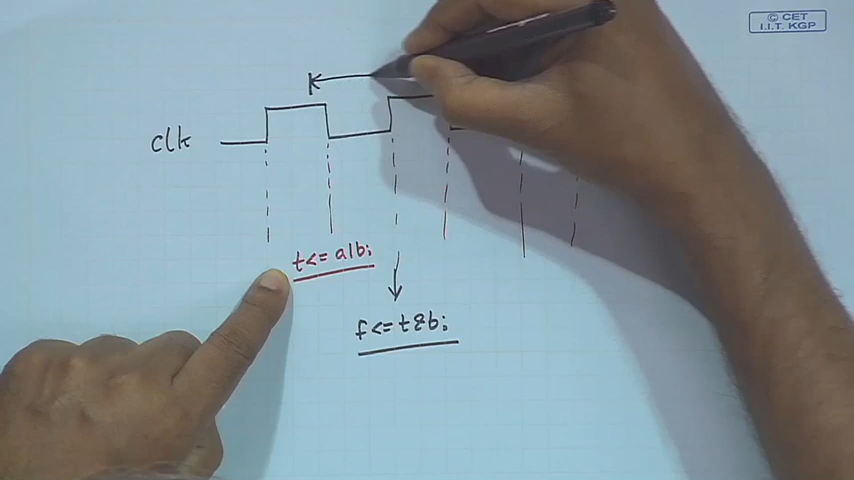 © CET
I.I.T. KGP
clk
t<=a|b;
f<=t&b;